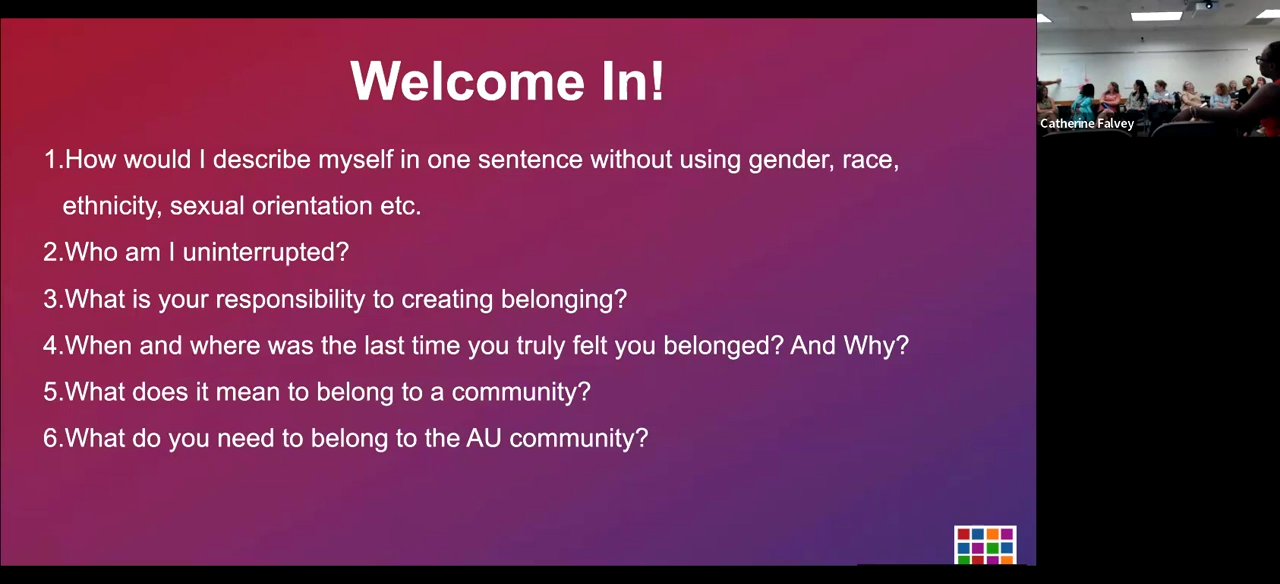 Welcome In!
1.How would I describe myself in one sentence without using gender, race,
ethnicity, sexual orientation etc.
2.Who am I uninterrupted?
3.What is your responsibility to creating belonging?
4.When and where was the last time you truly felt you belonged? And Why?
5.What does it mean to belong to a community?
6.What do you need to belong to the AU community?
Catherine Falvey